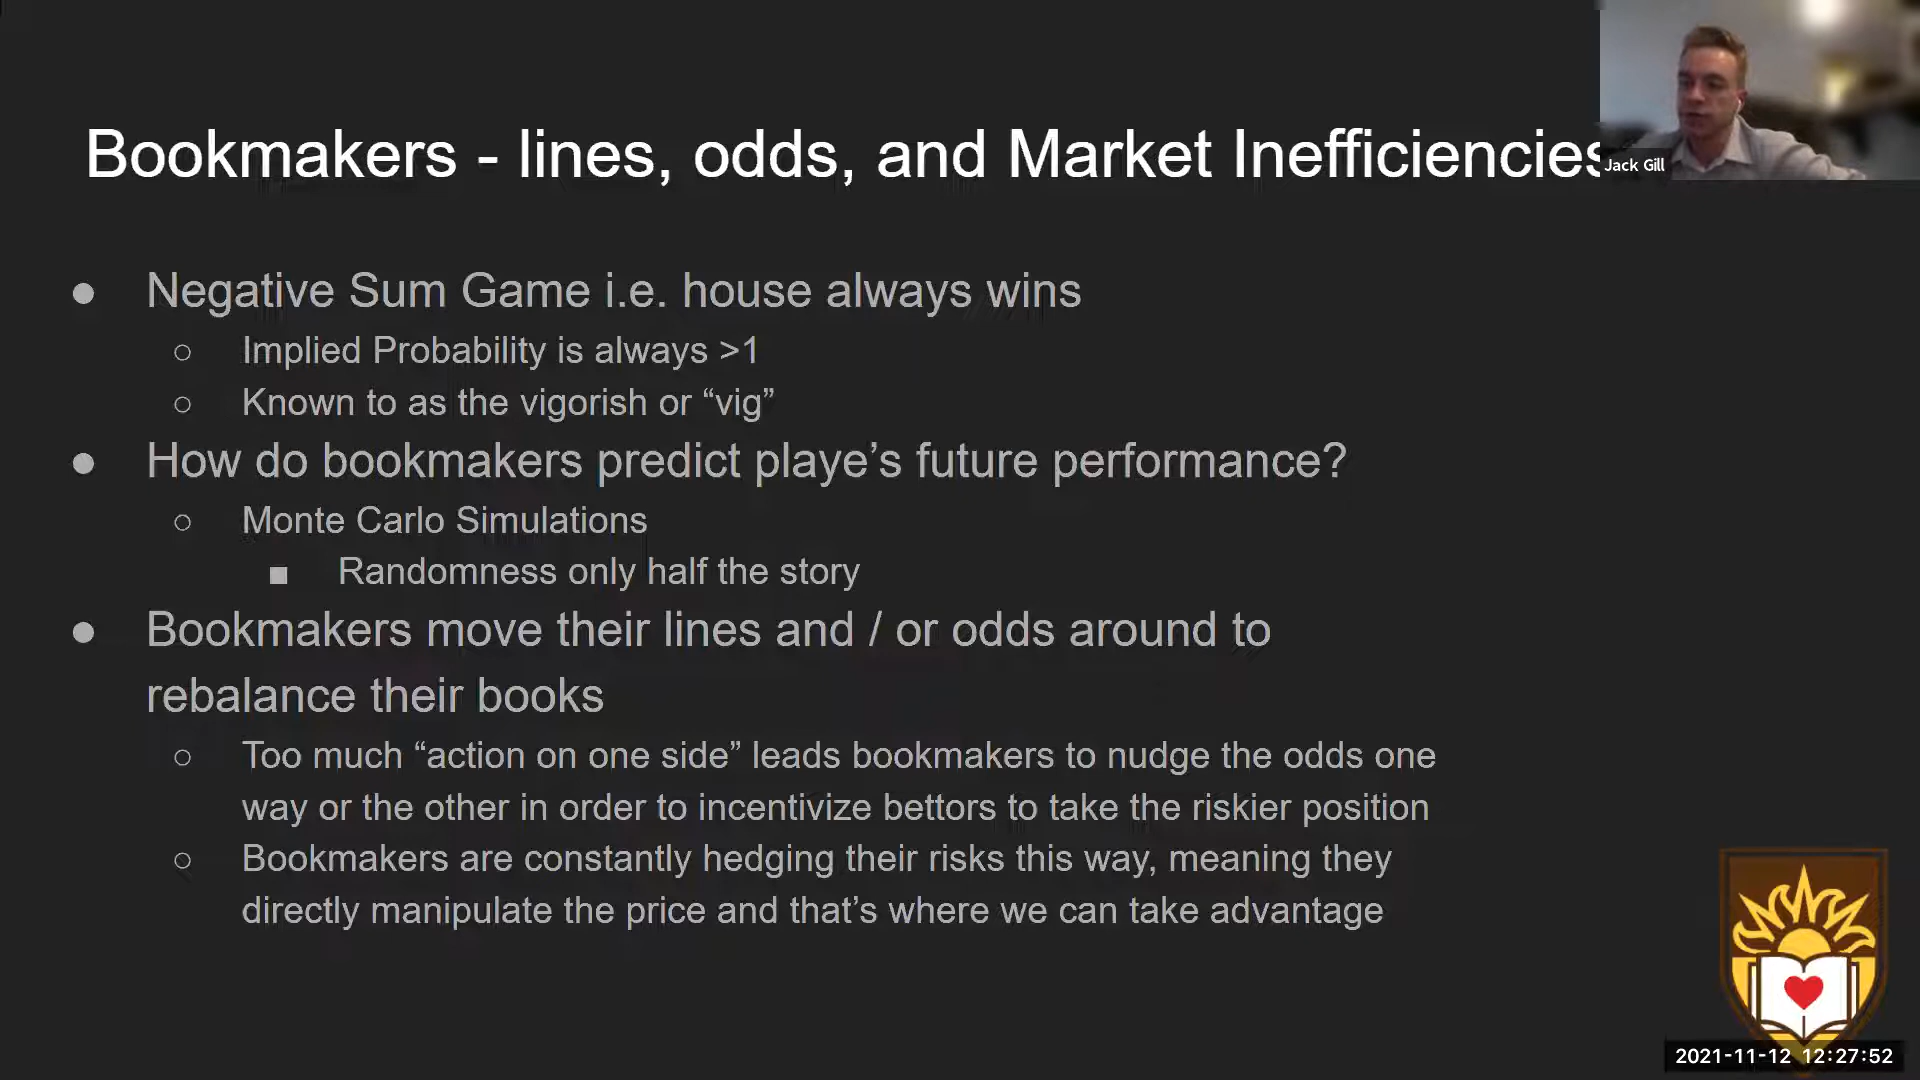 Bookmakers - lines, odds, and Market Inefficiencies
Jack Gill
Negative Sum Game i.e. house always wins
Implied Probability is always >1
Known to as the vigorish or “vig”
How do bookmakers predict playe’s future performance?
Monte Carlo Simulations
Randomness only half the story
Bookmakers move their lines and / or odds around to
rebalance their books
Too much “action on one side” leads bookmakers to nudge the odds one
way or the other in order to incentivize bettors to take the riskier position
Bookmakers are constantly hedging their risks this way, meaning they
directly manipulate the price and that’s where we can take advantage
2021-11-12 12:27:52